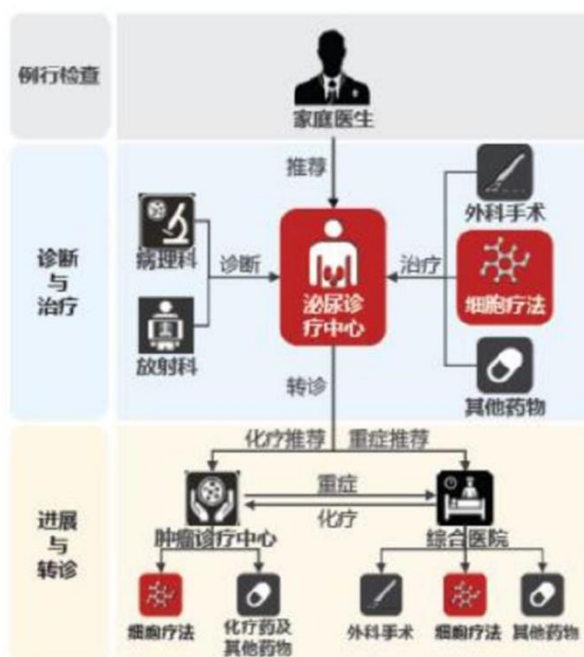 例行检查
家庭医生
推荐
诊断
与
治疗
病理科
放射科
诊断
泌尿诊
疗中心
治疗
外科手术
细胞疗法
其他药物
转诊
进展
与
转诊
化疗推荐
重症推荐
肿瘤诊疗中心
重症
化疗
综合医院
细胞疗法
化疗药及
其他药物
外科手术
细胞疗法
其他药物